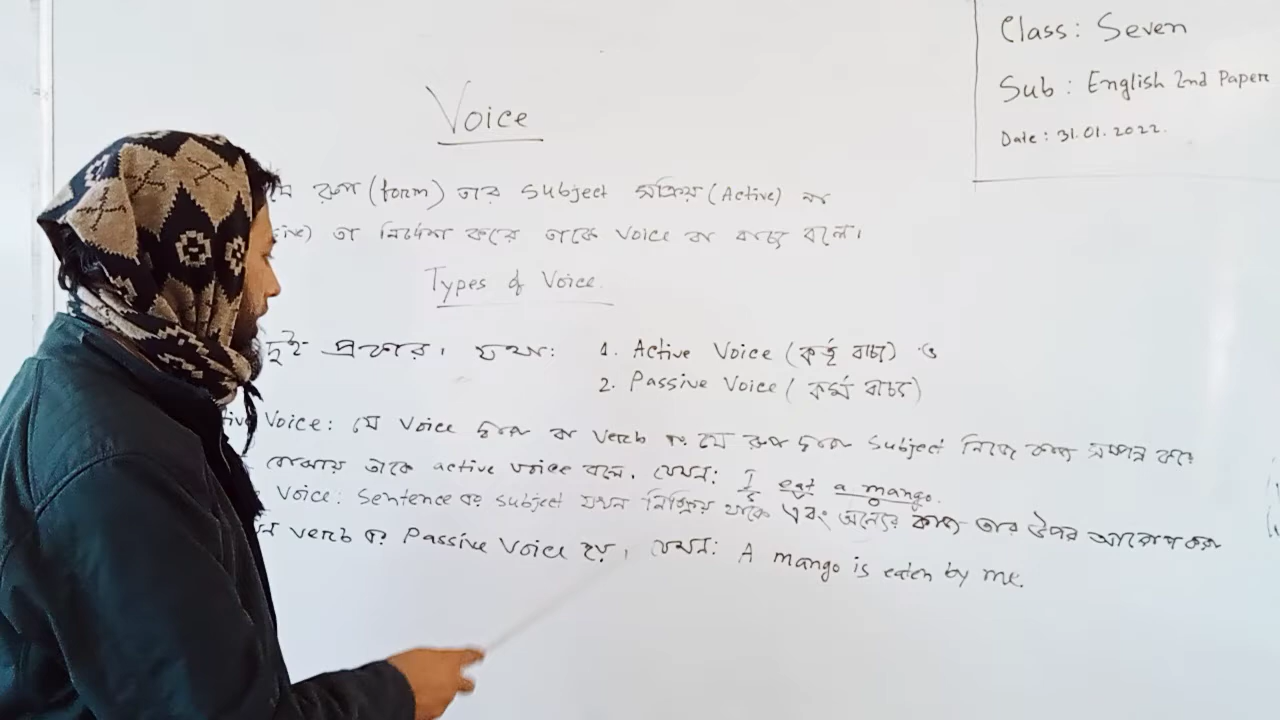 Class: Seven
Sub: English 2nd Paper
Date: 31.01.2022.
Voice
রূপ (form) তার Subject সক্রিয় (Active) না
ive) তা নির্দেশ করে তাকে Voice বা বাচ্য বলে।
Types of Voice.
দুই প্রকার। যথা: 1. Active Voice (কর্তৃ বাচ্য) ও
2. Passive Voice (কর্ম বাচ্য)
tive Voice: যে Voice দ্বারা বা Verb এর যে রূপ দ্বারা Subject নিজে কাজ সম্পন্ন করে
বোঝায় তাকে active voice বলে, যেমন: I eat a mango.
S V O
Voice: Sentence এর Subject যখন নিষ্ক্রিয় থাকে এবং অন্যের কাজ তার উপর আরোপ করা
verb এর Passive Voice হয়, যেমন: A mango is eaten by me.